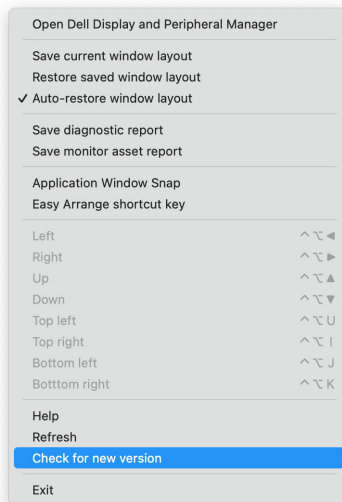 Open Dell Display and Peripheral Manager
Save current window layout
Restore saved window layout
✓ Auto-restore window layout
Save diagnostic report
Save monitor asset report
Application Window Snap
Easy Arrange shortcut key
Left ^⌥◀
Right ^⌥▶
Up ^⌥▲
Down ^⌥▼
Top left ^⌥U
Top right ^⌥I
Bottom left ^⌥J
Botttom right ^⌥K
Help
Refresh
Check for new version
Exit